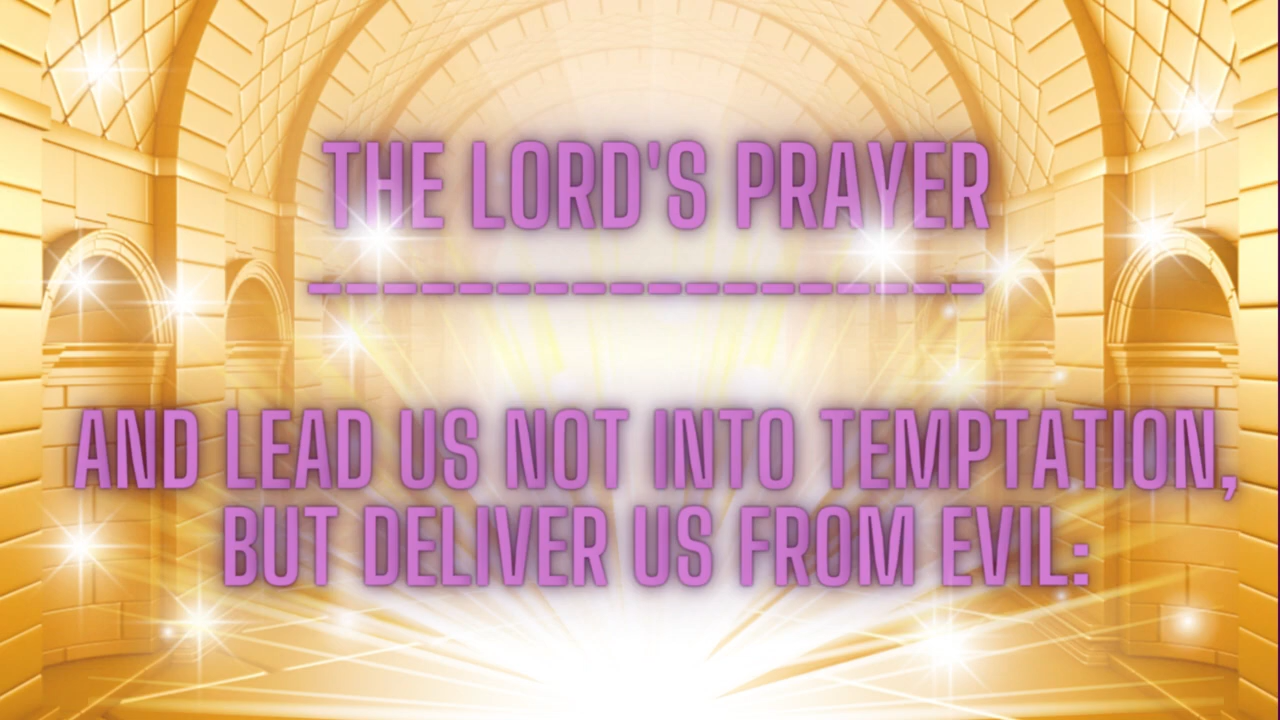 THE LORD'S PRAYER
------------------
AND LEAD US NOT INTO TEMPTATION,
BUT DELIVER US FROM EVIL: